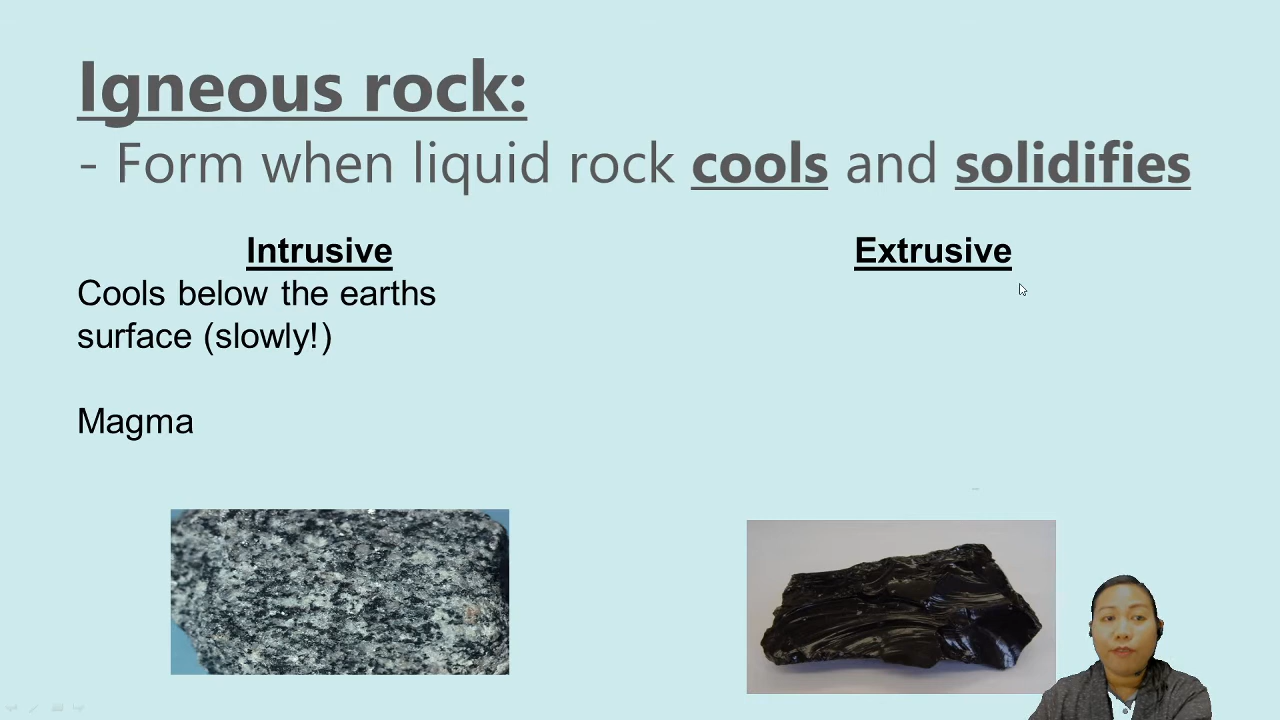 Igneous rock:
- Form when liquid rock cools and solidifies
Intrusive
Cools below the earths
surface (slowly!)
Magma
Extrusive